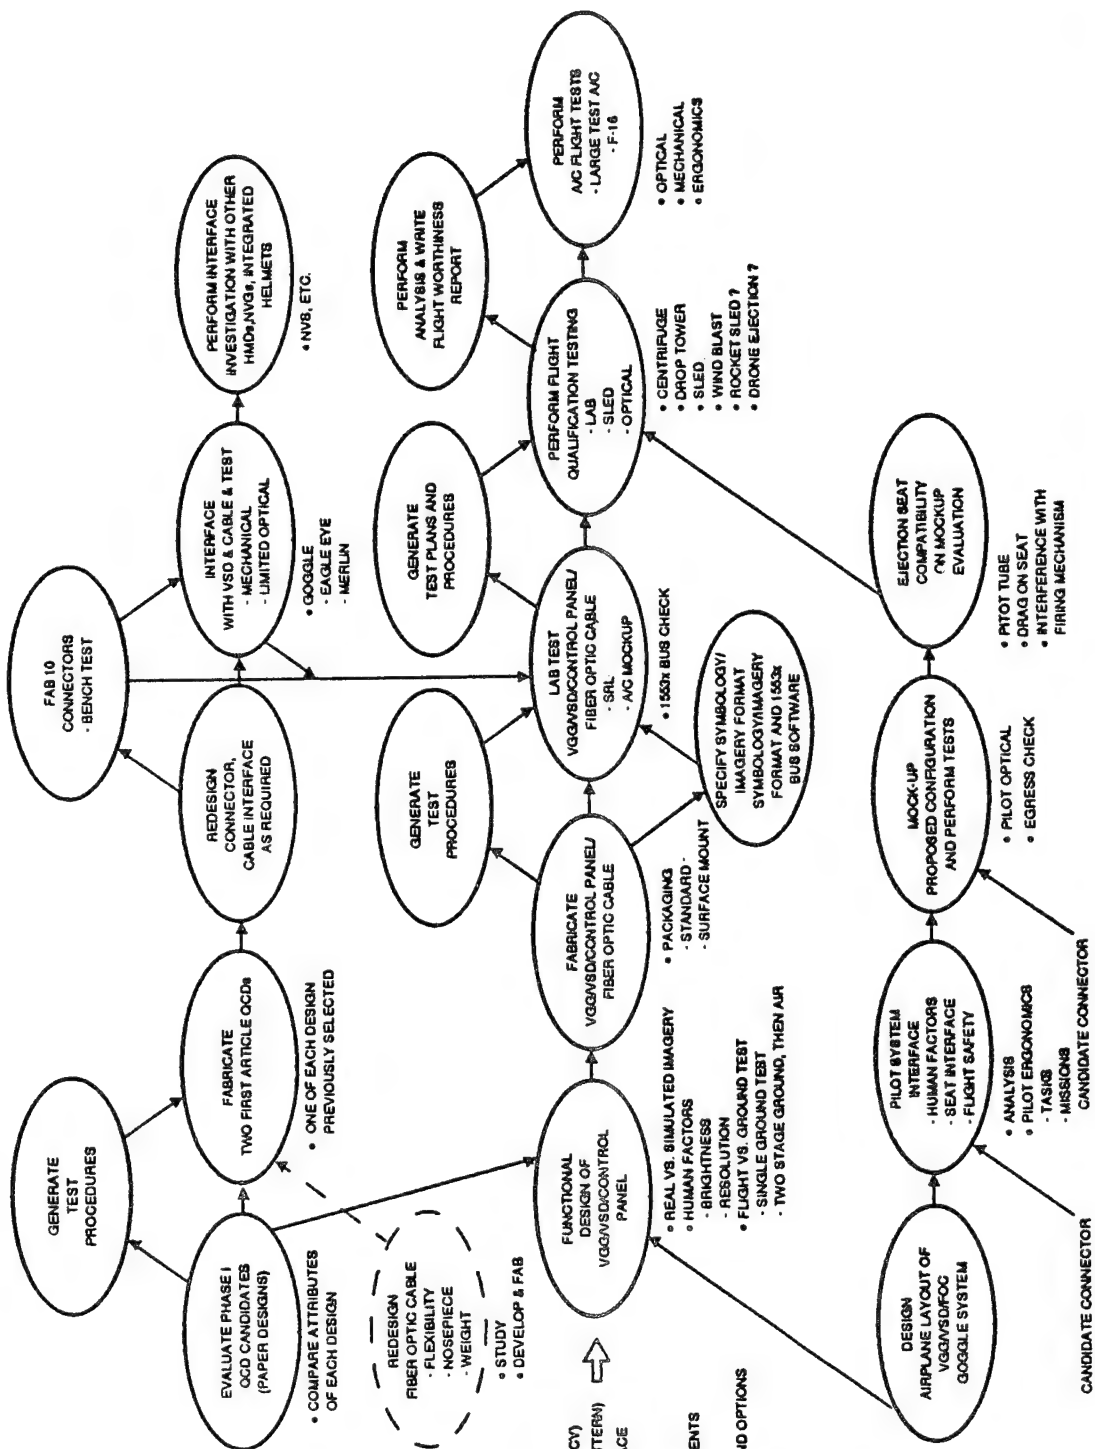 GENERATE
TEST
PROCEDURES
FAB 10
CONNECTORS
- BENCH TEST
EVALUATE PHASE I
QCD CANDIDATES
(PAPER DESIGNS)
• COMPARE ATTRIBUTES
OF EACH DESIGN
FABRICATE
TWO FIRST ARTICLE QCDs
• ONE OF EACH DESIGN
PREVIOUSLY SELECTED
REDESIGN
CONNECTOR,
CABLE INTERFACE
AS REQUIRED
INTERFACE
WITH VSD & CABLE & TEST
- MECHANICAL
- LIMITED OPTICAL
• GOGGLE
- EAGLE EYE
- MERLIN
PERFORM INTERFACE
INVESTIGATION WITH OTHER
HMDs,NVGs, INTEGRATED
HELMETS
• NVS, ETC.
REDESIGN
FIBER OPTIC CABLE
- FLEXIBILITY
- NOSEPIECE
- WEIGHT
• STUDY
• DEVELOP & FAB
GENERATE
TEST
PROCEDURES
GENERATE
TEST PLANS AND
PROCEDURES
PERFORM
ANALYSIS & WRITE
FLIGHT WORTHINESS
REPORT
CY)
TTERN)
ACE
ENTS
ND OPTIONS
FUNCTIONAL
DESIGN OF
VGG/VSD/CONTROL
PANEL
• REAL VS. SIMULATED IMAGERY
• HUMAN FACTORS
- BRIGHTNESS
- RESOLUTION
• FLIGHT VS. GROUND TEST
- SINGLE GROUND TEST
- TWO STAGE GROUND, THEN AIR
FABRICATE
VGG/VSD/CONTROL PANEL/
FIBER OPTIC CABLE
• PACKAGING
- STANDARD -
- SURFACE MOUNT
LAB TEST
VGG/VSD/CONTROL PANEL/
FIBER OPTIC CABLE
- SRL
- A/C MOCKUP
• 1553x BUS CHECK
PERFORM FLIGHT
QUALIFICATION TESTING
- LAB
- SLED
- OPTICAL
• CENTRIFUGE
• DROP TOWER
• SLED
• WIND BLAST
• ROCKET SLED ?
• DRONE EJECTION ?
PERFORM
A/C FLIGHT TESTS
- LARGE TEST A/C
- F-16
• OPTICAL
• MECHANICAL
• ERGONOMICS
SPECIFY SYMBOLOGY/
IMAGERY FORMAT
SYMBOLOGY/IMAGERY
FORMAT AND 1553x
BUS SOFTWARE
DESIGN
AIRPLANE LAYOUT OF
VGG/VSD/FOC
GOGGLE SYSTEM
PILOT SYSTEM
INTERFACE
- HUMAN FACTORS
- SEAT INTERFACE
- FLIGHT SAFETY
• ANALYSIS
• PILOT ERGONOMICS
- TASKS
- MISSIONS
MOCK-UP
PROPOSED CONFIGURATION
AND PERFORM TESTS
• PILOT OPTICAL
• EGRESS CHECK
EJECTION SEAT
COMPATIBILITY
ON MOCKUP
EVALUATION
• PITOT TUBE
• DRAG ON SEAT
• INTERFERENCE WITH
FIRING MECHANISM
CANDIDATE CONNECTOR
CANDIDATE CONNECTOR